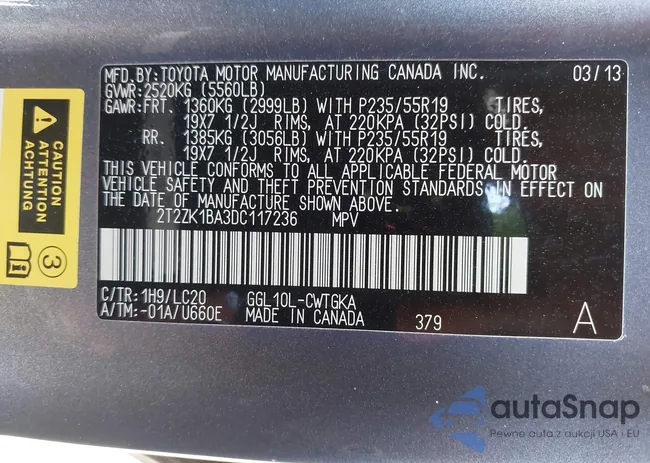 MFD.BY:TOYOTA MOTOR MANUFACTURING CANADA INC. 03/13
GVWR:2520KG (5560LB)
GAWR:FRT. 1360KG (2999LB) WITH P235/55R19 TIRES,
19X7 1/2J RIMS, AT 220KPA (32PSI) COLD.
RR. 1385KG (3056LB) WITH P235/55R19 TIRES,
19X7 1/2J RIMS, AT 220KPA (32PSI) COLD.
THIS VEHICLE CONFORMS TO ALL APPLICABLE FEDERAL MOTOR
VEHICLE SAFETY AND THEFT PREVENTION STANDARDS IN EFFECT ON
THE DATE OF MANUFACTURE SHOWN ABOVE.
2T2ZK1BA3DC117236 MPV
C/TR:1H9/LC20 GGL10L-CWTGKA
A/TM:-01A/U660E MADE IN CANADA 379 A
CAUTION
ATTENTION
ACHTUNG
3
autaSnap
Pewne auta z aukcji USA i EU